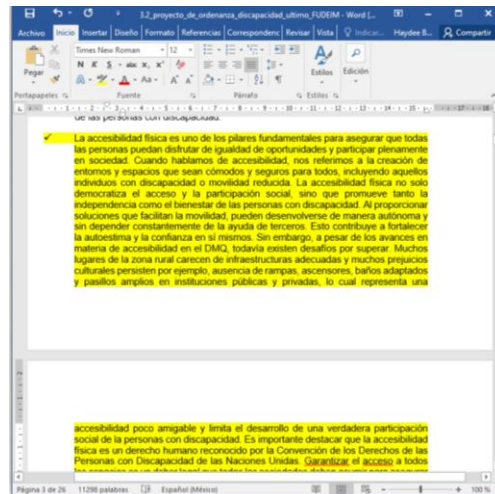 3.2_proyecto_de_ordenanza_discapacidad_ultimo_FUDEIM - Word [...
Archivo Inicio Insertar Diseño Formato Referencias Correspondenc Revisar Vista Indicar... Haydee B... Compartir
Times New Roman 12
Pegar
N K S abc x, x²
Estilos Edición
Portapapeles Fuente Párrafo Estilos
de las personas con discapacidad.
✓ La accesibilidad física es uno de los pilares fundamentales para asegurar que todas
las personas puedan disfrutar de igualdad de oportunidades y participar plenamente
en sociedad. Cuando hablamos de accesibilidad, nos referimos a la creación de
entornos y espacios que sean cómodos y seguros para todos, incluyendo aquellos
individuos con discapacidad o movilidad reducida. La accesibilidad física no solo
democratiza el acceso y la participación social, sino que promueve tanto la
independencia como el bienestar de las personas con discapacidad. Al proporcionar
soluciones que facilitan la movilidad, pueden desenvolverse de manera autónoma y
sin depender constantemente de la ayuda de terceros. Esto contribuye a fortalecer
la autoestima y la confianza en sí mismos. Sin embargo, a pesar de los avances en
materia de accesibilidad en el DMQ, todavía existen desafíos por superar. Muchos
lugares de la zona rural carecen de infraestructuras adecuadas y muchos prejuicios
culturales persisten por ejemplo, ausencia de rampas, ascensores, baños adaptados
y pasillos amplios en instituciones públicas y privadas, lo cual representa una
accesibilidad poco amigable y limita el desarrollo de una verdadera participación
social de la personas con discapacidad. Es importante destacar que la accesibilidad
física es un derecho humano reconocido por la Convención de los Derechos de las
Personas con Discapacidad de las Naciones Unidas. Garantizar el acceso a todos
Página 3 de 26 11298 palabras Español (México) 100 %